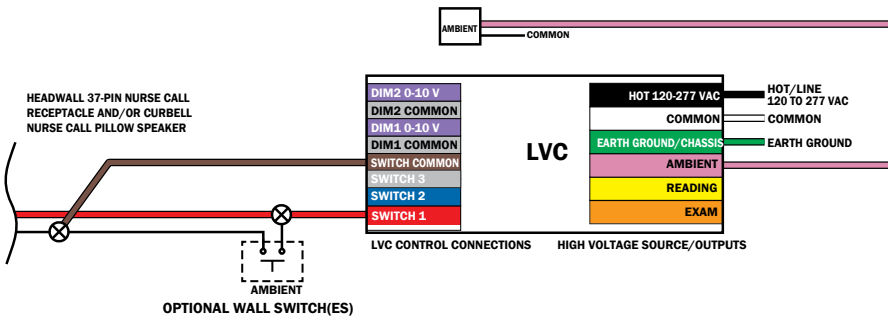 AMBIENT
COMMON
HEADWALL 37-PIN NURSE CALL
RECEPTACLE AND/OR CURBELL
NURSE CALL PILLOW SPEAKER
DIM2 0-10 V
DIM2 COMMON
DIM1 0-10 V
DIM1 COMMON
SWITCH COMMON
SWITCH 3
SWITCH 2
SWITCH 1
LVC
HOT 120-277 VAC
COMMON
EARTH GROUND/CHASSIS
AMBIENT
READING
EXAM
HOT/LINE
120 TO 277 VAC
COMMON
EARTH GROUND
LVC CONTROL CONNECTIONS
HIGH VOLTAGE SOURCE/OUTPUTS
AMBIENT
OPTIONAL WALL SWITCH(ES)